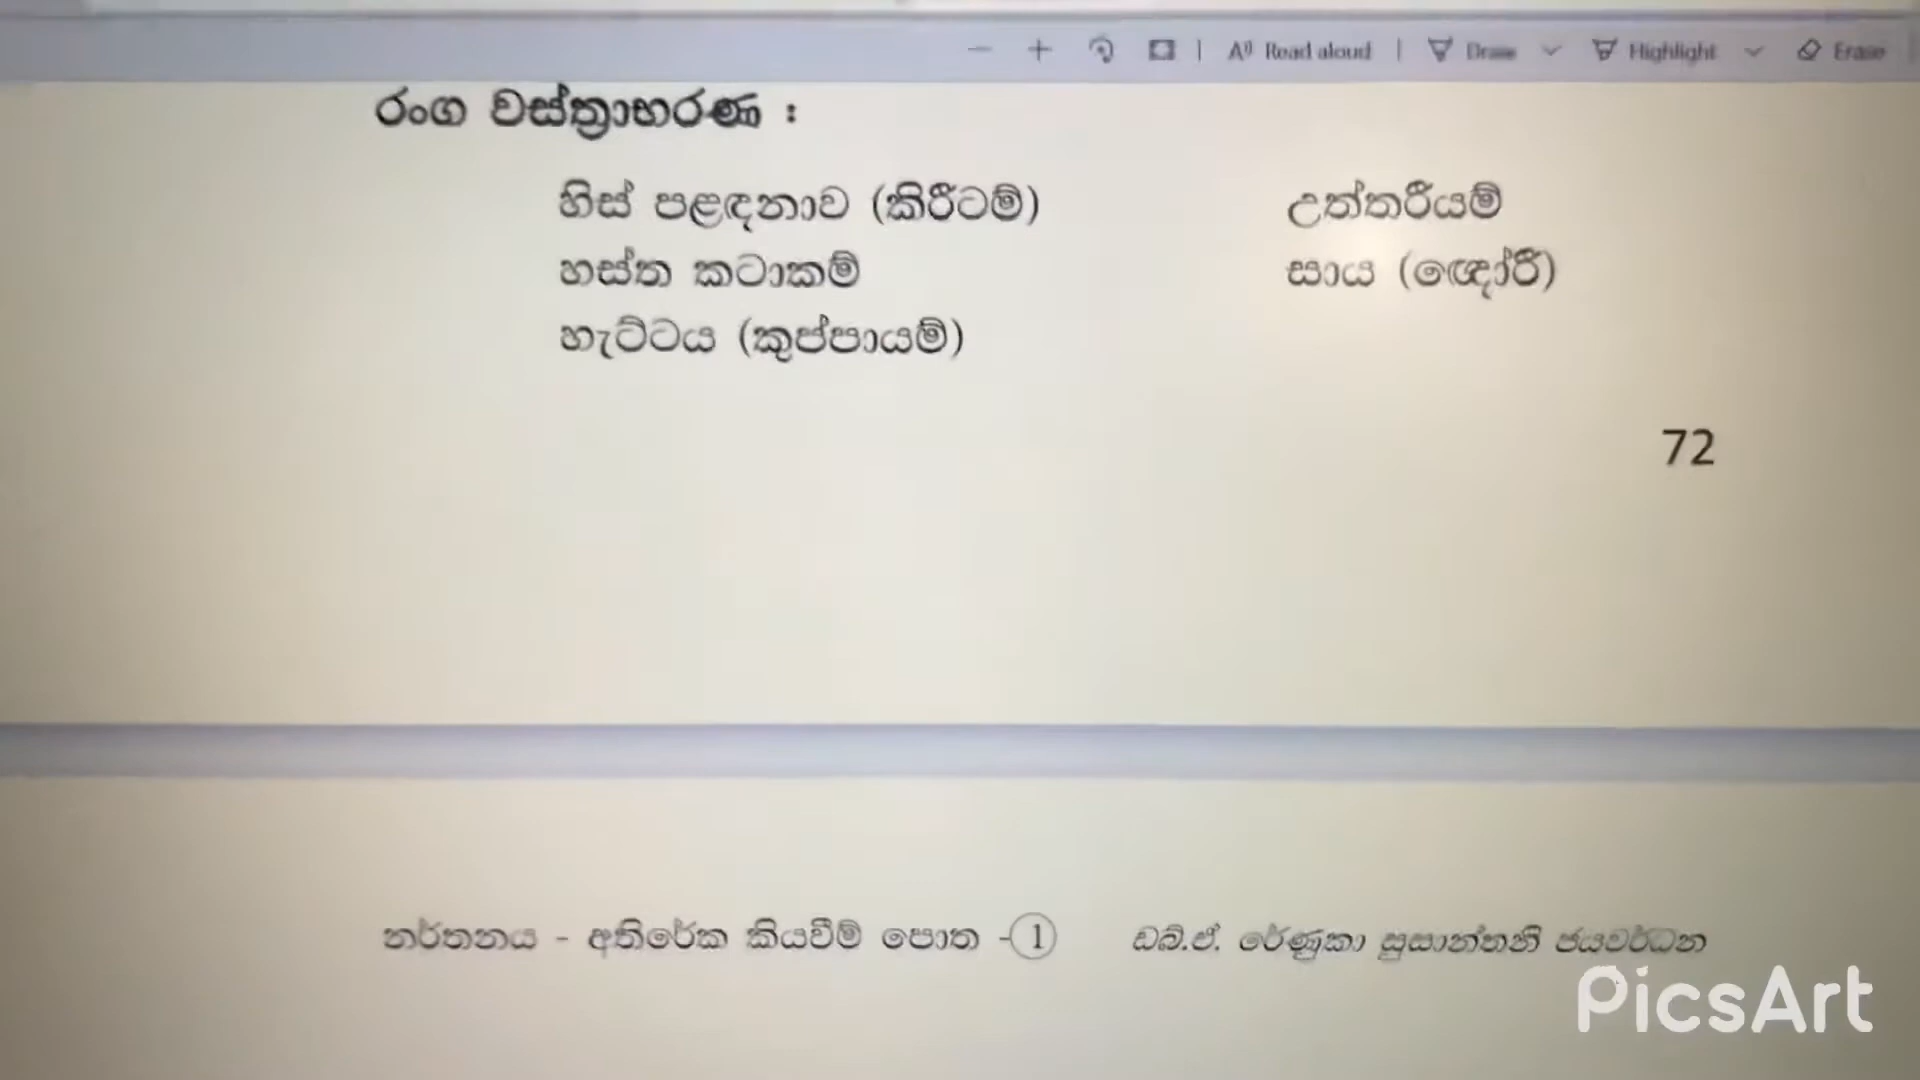 Read aloud | Draw Highlight Erase
රංග වස්ත්‍රාභරණ :
හිස් පළඳනාව (කිරීටම්) උත්තරීයම්
හස්ත කටාකම් සාය (ඥෝරී)
හැට්ටය (කුප්පායම්)
72
නර්තනය - අතිරේක කියවීම් පොත - 1 ඩබ්.ඒ. රේණුකා සුසාන්තනි ජයවර්ධන
PicsArt